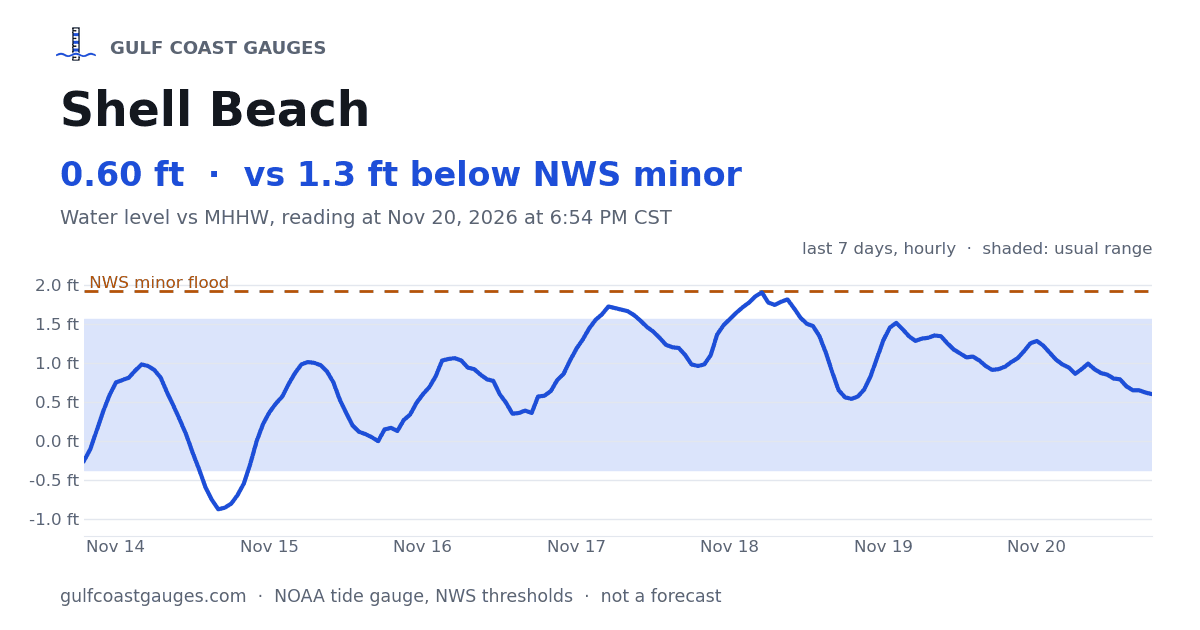 GULF COAST GAUGES
Shell Beach
0.60 ft · vs 1.3 ft below NWS minor
Water level vs MHHW, reading at Nov 20, 2026 at 6:54 PM CST
last 7 days, hourly · shaded: usual range
NWS minor flood
2.0 ft
1.5 ft
1.0 ft
0.5 ft
0.0 ft
-0.5 ft
-1.0 ft
Nov 14 Nov 15 Nov 16 Nov 17 Nov 18 Nov 19 Nov 20
gulfcoastgauges.com · NOAA tide gauge, NWS thresholds · not a forecast